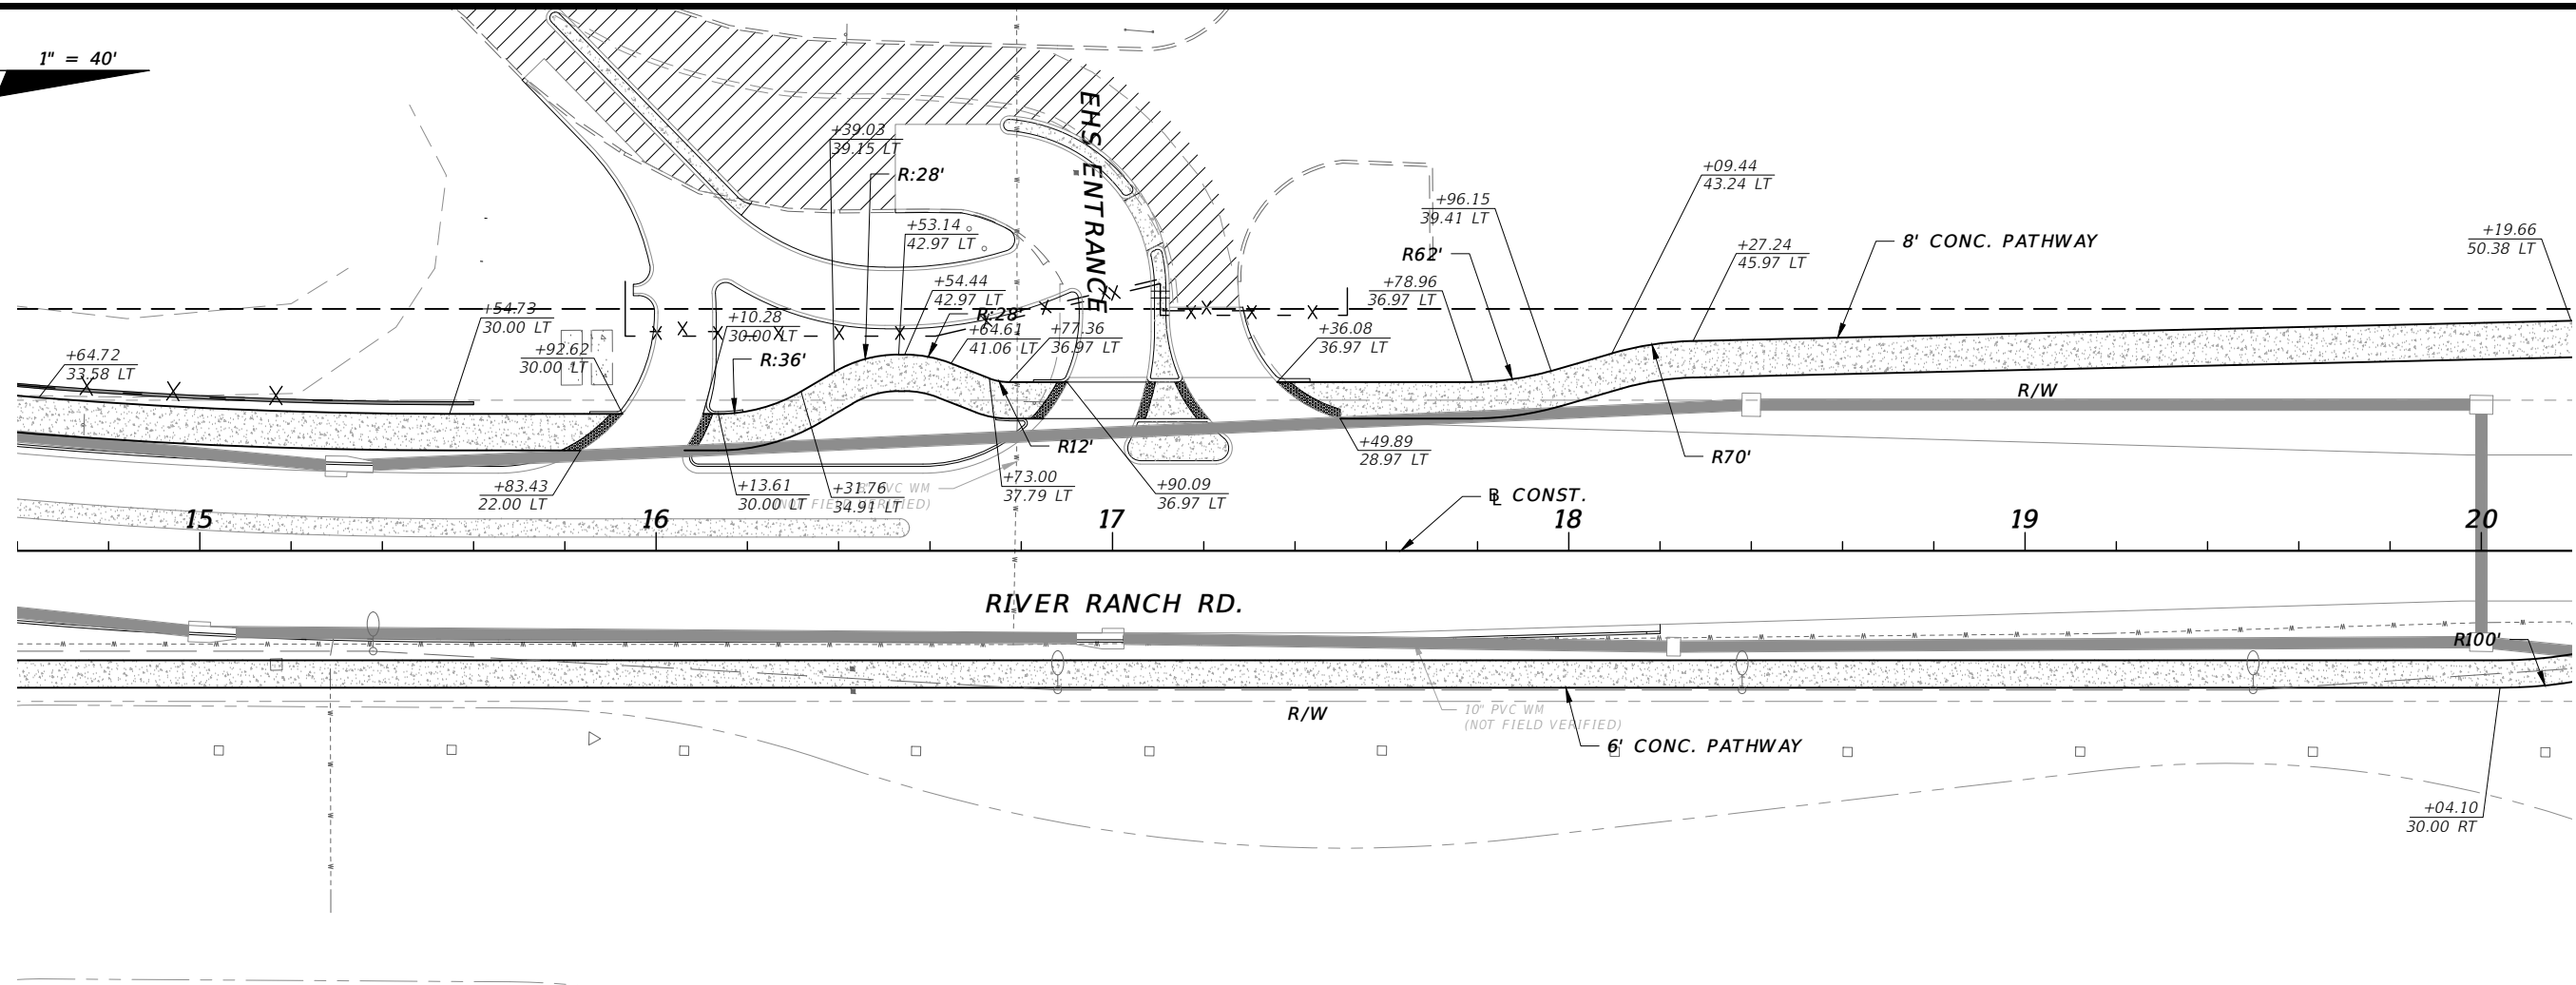 1" = 40'
EHS ENTRANCE
+39.03
39.15 LT
R:28'
+53.14
42.97 LT
+54.44
42.97 LT
R:28'
+64.61
41.06 LT
+77.36
36.97 LT
+54.73
30.00 LT
+92.62
30.00 LT
+10.28
30.00 LT
R:36'
+64.72
33.58 LT
+96.15
39.41 LT
R62'
+78.96
36.97 LT
+36.08
36.97 LT
+09.44
43.24 LT
+27.24
45.97 LT
8' CONC. PATHWAY
+19.66
50.38 LT
R/W
R12'
+49.89
28.97 LT
R70'
+83.43
22.00 LT
+13.61
30.00 LT
+31.76
34.91 LT
PVC WM
(NOT FIELD VERIFIED)
+73.00
37.79 LT
+90.09
36.97 LT
BL CONST.
15 16 17 18 19 20
RIVER RANCH RD.
R100'
10" PVC WM
(NOT FIELD VERIFIED)
R/W
6' CONC. PATHWAY
+04.10
30.00 RT